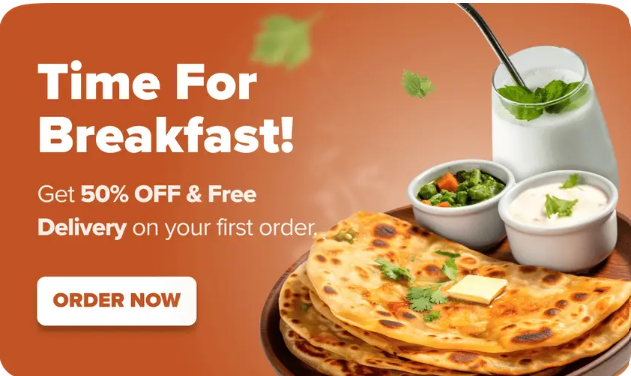 Time For
Breakfast!
Get 50% OFF & Free
Delivery on your first order.
ORDER NOW